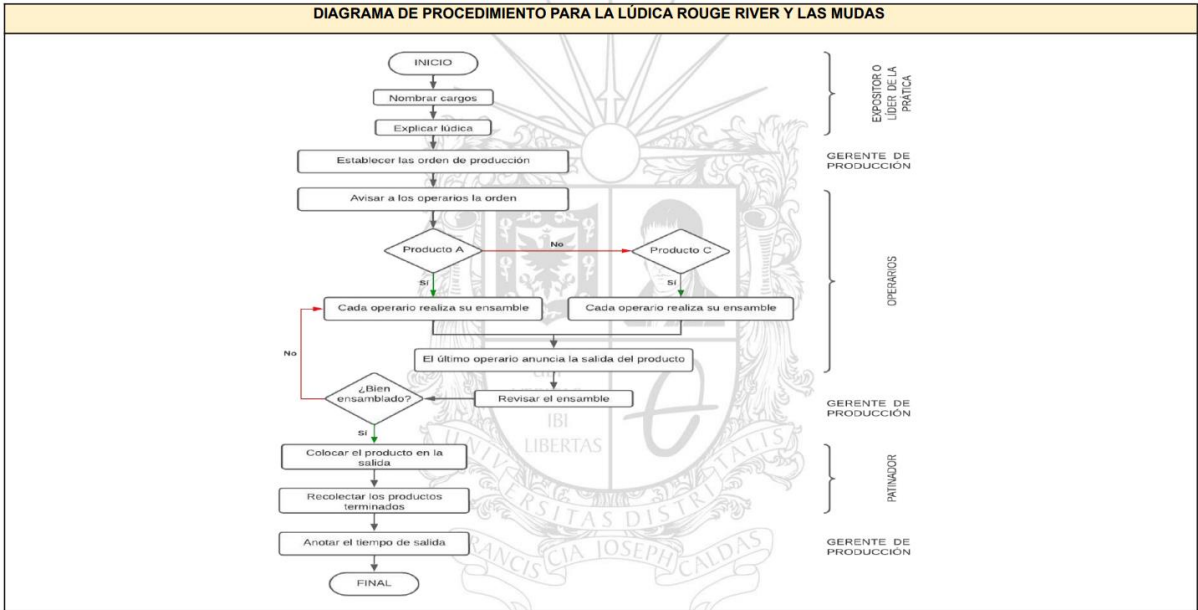 DIAGRAMA DE PROCEDIMIENTO PARA LA LÚDICA ROUGE RIVER Y LAS MUDAS
INICIO
Nombrar cargos
Explicar lúdica
EXPOSITOR O
LÍDER DE LA
PRÁTICA
Establecer las orden de producción
GERENTE DE
PRODUCCIÓN
Avisar a los operarios la orden
Producto A
No
Producto C
Sí
Sí
Cada operario realiza su ensamble
Cada operario realiza su ensamble
OPERARIOS
No
El último operario anuncia la salida del producto
¿Bien
ensamblado?
Revisar el ensamble
GERENTE DE
PRODUCCIÓN
Sí
Colocar el producto en la
salida
Recolectar los productos
terminados
PATINADOR
Anotar el tiempo de salida
GERENTE DE
PRODUCCIÓN
FINAL
IBI
LIBERTAS
UNIVERSITAS DISTRITALIS
FRANCISCI JOSEPH CALDAS